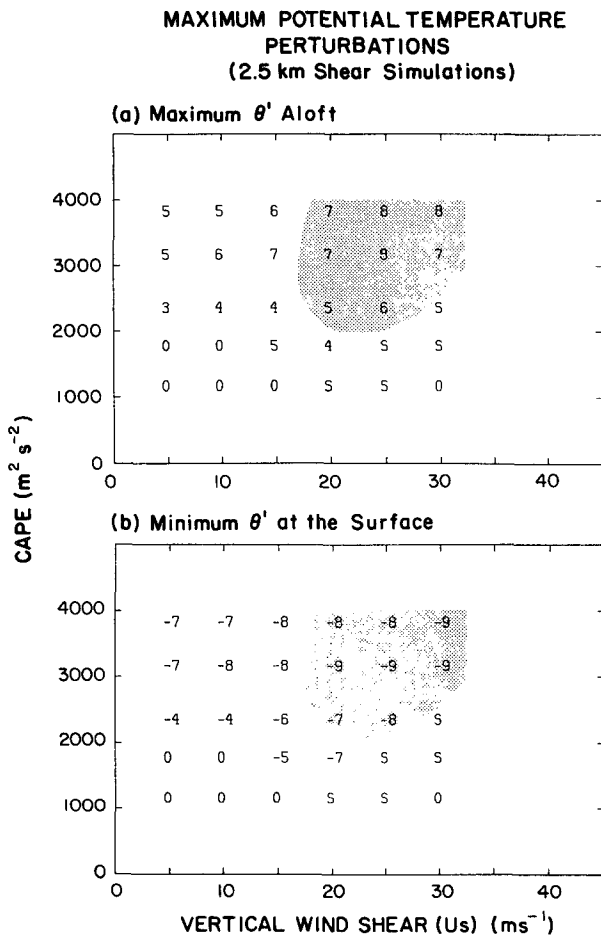 MAXIMUM POTENTIAL TEMPERATURE
PERTURBATIONS
(2.5 km Shear Simulations)
(a) Maximum θ' Aloft
4000
5 5 6 7 8 8
3000
5 6 7 7 9 7
3 4 4 5 6 S
2000
0 0 5 4 S S
0 0 0 S S 0
1000
0
0 10 20 30 40
CAPE (m² s⁻²)
(b) Minimum θ' at the Surface
4000
-7 -7 -8 -8 -8 -9
3000
-7 -8 -8 -9 -9 -9
-4 -4 -6 -7 -8 S
2000
0 0 -5 -7 S S
0 0 0 S S 0
1000
0
0 10 20 30 40
VERTICAL WIND SHEAR (Us) (ms⁻¹)